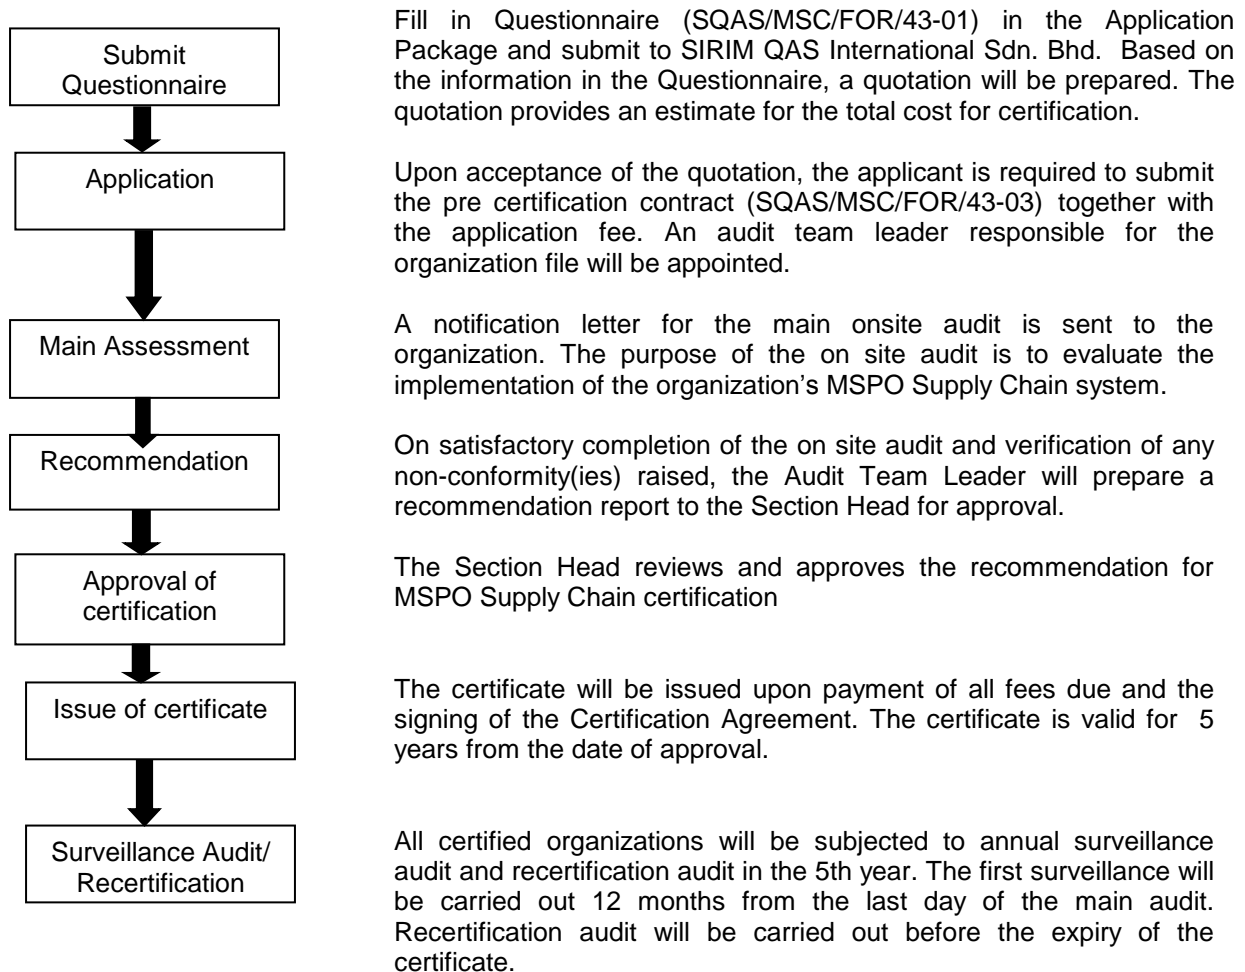 Submit
Questionnaire
Fill in Questionnaire (SQAS/MSC/FOR/43-01) in the Application
Package and submit to SIRIM QAS International Sdn. Bhd. Based on
the information in the Questionnaire, a quotation will be prepared. The
quotation provides an estimate for the total cost for certification.
Application
Upon acceptance of the quotation, the applicant is required to submit
the pre certification contract (SQAS/MSC/FOR/43-03) together with
the application fee. An audit team leader responsible for the
organization file will be appointed.
Main Assessment
A notification letter for the main onsite audit is sent to the
organization. The purpose of the on site audit is to evaluate the
implementation of the organization’s MSPO Supply Chain system.
Recommendation
On satisfactory completion of the on site audit and verification of any
non-conformity(ies) raised, the Audit Team Leader will prepare a
recommendation report to the Section Head for approval.
Approval of
certification
The Section Head reviews and approves the recommendation for
MSPO Supply Chain certification
Issue of certificate
The certificate will be issued upon payment of all fees due and the
signing of the Certification Agreement. The certificate is valid for 5
years from the date of approval.
Surveillance Audit/
Recertification
All certified organizations will be subjected to annual surveillance
audit and recertification audit in the 5th year. The first surveillance will
be carried out 12 months from the last day of the main audit.
Recertification audit will be carried out before the expiry of the
certificate.